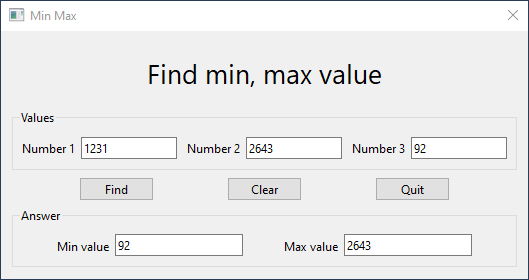 Min Max
Find min, max value
Values
Number 1 1231 Number 2 2643 Number 3 92
Find Clear Quit
Answer
Min value 92 Max value 2643